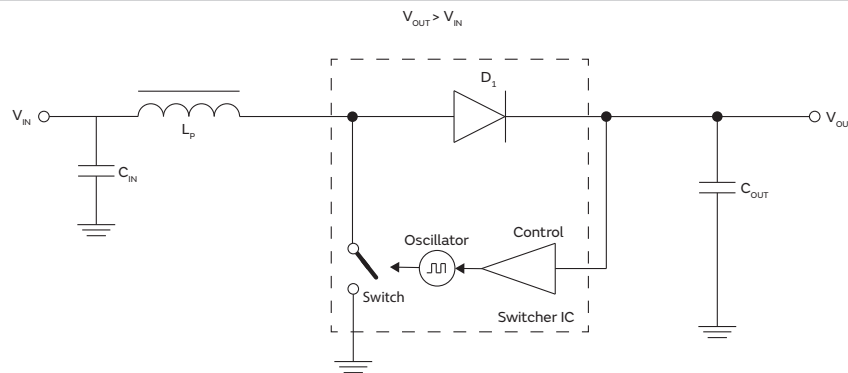 V_OUT > V_IN
D_1
V_IN
L_P
V_OU
C_IN
C_OUT
Oscillator
Control
Switch
Switcher IC